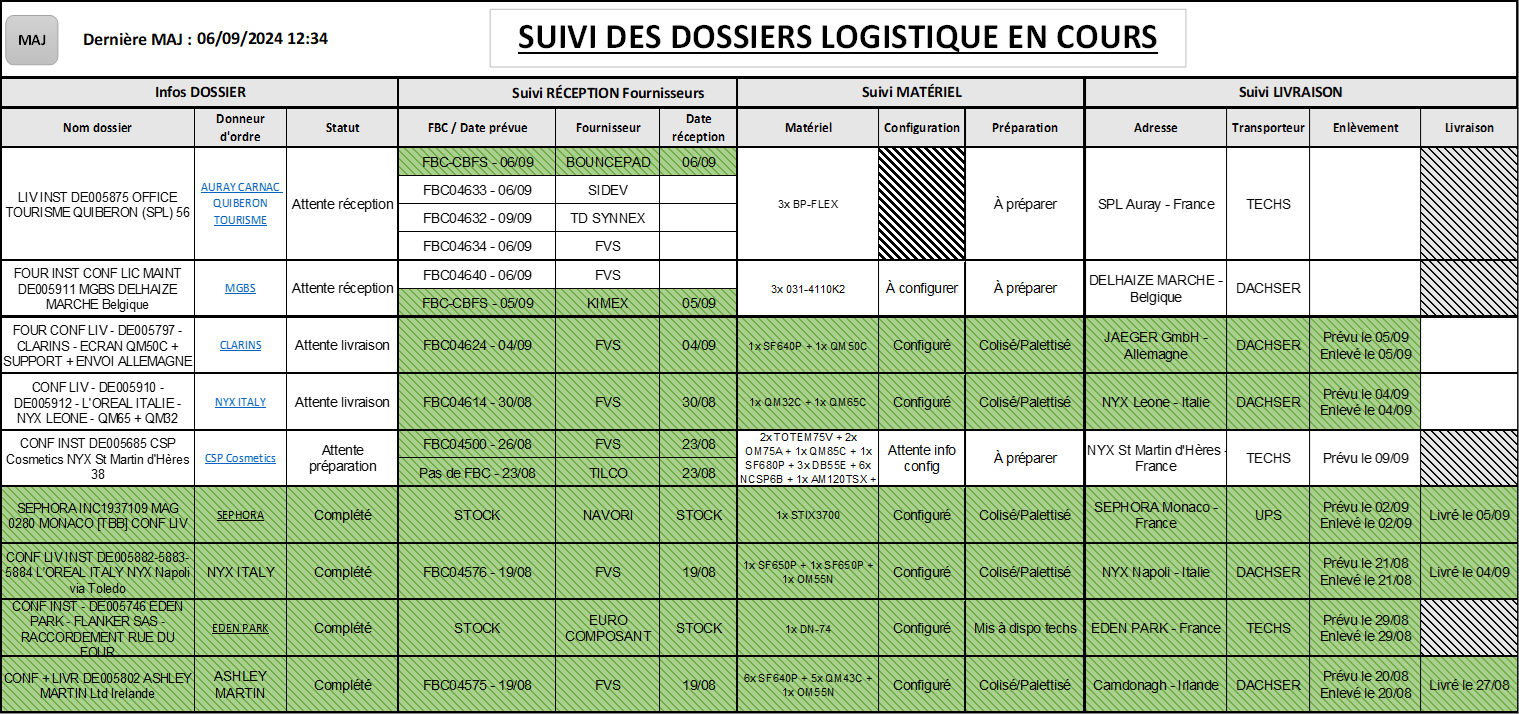 MAJ
Dernière MAJ : 06/09/2024 12:34
SUIVI DES DOSSIERS LOGISTIQUE EN COURS
Infos DOSSIER
Suivi RÉCEPTION Fournisseurs
Suivi MATÉRIEL
Suivi LIVRAISON
Nom dossier
Donneur
d'ordre
Statut
FBC / Date prévue
Fournisseur
Date
réception
Matériel
Configuration
Préparation
Adresse
Transporteur
Enlèvement
Livraison
LIV INST DE005875 OFFICE
TOURISME QUIBERON (SPL) 56
AURAY CARNAC
QUIBERON
TOURISME
Attente réception
FBC-CBFS - 06/09
BOUNCEPAD
06/09
FBC04633 - 06/09
SIDEV
FBC04632 - 09/09
TD SYNNEX
FBC04634 - 06/09
FVS
3x BP-FLEX
À préparer
SPL Auray - France
TECHS
FOUR INST CONF LIC MAINT
DE005911 MGBS DELHAIZE
MARCHE Belgique
MGBS
Attente réception
FBC04640 - 06/09
FVS
FBC-CBFS - 05/09
KIMEX
05/09
3x 031-4110K2
À configurer
À préparer
DELHAIZE MARCHE -
Belgique
DACHSER
FOUR CONF LIV - DE005797 -
CLARINS - ECRAN QM50C +
SUPPORT + ENVOI ALLEMAGNE
CLARINS
Attente livraison
FBC04624 - 04/09
FVS
04/09
1x SF640P + 1x QM50C
Configuré
Colisé/Palettisé
JAEGER GmbH -
Allemagne
DACHSER
Prévu le 05/09
Enlevé le 05/09
CONF LIV - DE005910 -
DE005912 - L'OREAL ITALIE -
NYX LEONE - QM65 + QM32
NYX ITALY
Attente livraison
FBC04614 - 30/08
FVS
30/08
1x QM32C + 1x QM65C
Configuré
Colisé/Palettisé
NYX Leone - Italie
DACHSER
Prévu le 04/09
Enlevé le 04/09
CONF INST DE005685 CSP
Cosmetics NYX St Martin d'Hères
38
CSP Cosmetics
Attente
préparation
FBC04500 - 26/08
FVS
23/08
Pas de FBC - 23/08
TILCO
23/08
2x TOTEM75V + 2x
OM75A + 1x QM85C + 1x
SF680P + 3x DB55E + 6x
NCSP6B + 1x AM120TSX +
Attente info
config
À préparer
NYX St Martin d'Hères -
France
TECHS
Prévu le 09/09
SEPHORA INC1937109 MAG
0280 MONACO [TBB] CONF LIV
SEPHORA
Complété
STOCK
NAVORI
STOCK
1x STIX3700
Configuré
Colisé/Palettisé
SEPHORA Monaco -
France
UPS
Prévu le 02/09
Enlevé le 02/09
Livré le 05/09
CONF LIV INST DE005882-5883-
5884 L'OREAL ITALY NYX Napoli
via Toledo
NYX ITALY
Complété
FBC04576 - 19/08
FVS
19/08
1x SF650P + 1x SF650P +
1x OM55N
Configuré
Colisé/Palettisé
NYX Napoli - Italie
DACHSER
Prévu le 21/08
Enlevé le 21/08
Livré le 04/09
CONF INST - DE005746 EDEN
PARK - FLANKER SAS -
RACCORDEMENT RUE DU
FOUR
EDEN PARK
Complété
STOCK
EURO
COMPOSANT
STOCK
1x DN-74
Configuré
Mis à dispo techs
EDEN PARK - France
TECHS
Prévu le 29/08
Enlevé le 29/08
CONF + LIVR DE005802 ASHLEY
MARTIN Ltd Irelande
ASHLEY
MARTIN
Complété
FBC04575 - 19/08
FVS
19/08
6x SF640P + 5x QM43C +
1x OM55N
Configuré
Colisé/Palettisé
Camdonagh - Irlande
DACHSER
Prévu le 20/08
Enlevé le 20/08
Livré le 27/08